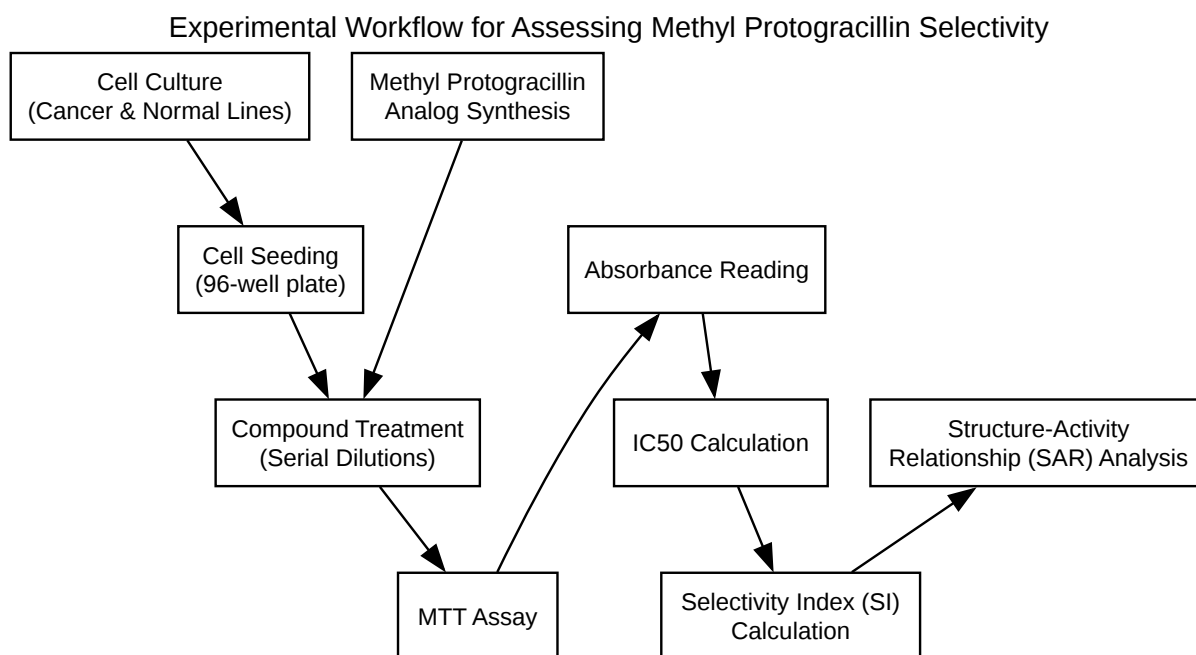 Experimental Workflow for Assessing Methyl Protogracillin Selectivity
Cell Culture
(Cancer & Normal Lines)
Methyl Protogracillin
Analog Synthesis
Cell Seeding
(96-well plate)
Absorbance Reading
Compound Treatment
(Serial Dilutions)
IC50 Calculation
Structure-Activity
Relationship (SAR) Analysis
MTT Assay
Selectivity Index (SI)
Calculation